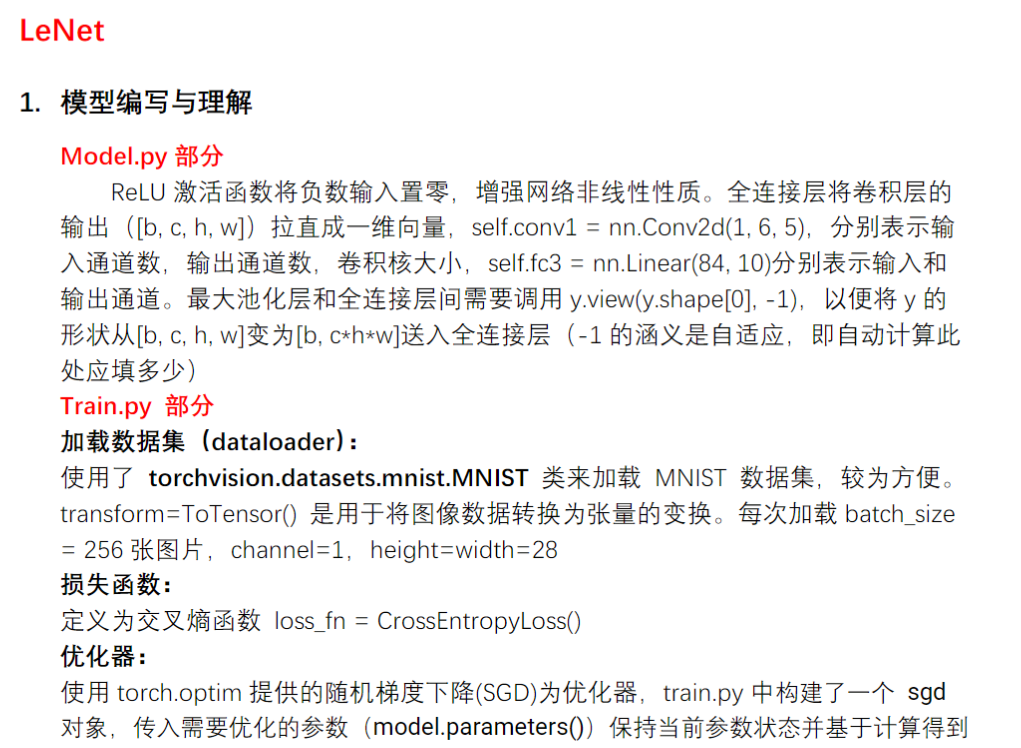 LeNet
1. 模型编写与理解
Model.py 部分
ReLU 激活函数将负数输入置零，增强网络非线性性质。全连接层将卷积层的
输出（[b, c, h, w]）拉直成一维向量，self.conv1 = nn.Conv2d(1, 6, 5)，分别表示输
入通道数，输出通道数，卷积核大小，self.fc3 = nn.Linear(84, 10)分别表示输入和
输出通道。最大池化层和全连接层间需要调用 y.view(y.shape[0], -1)，以便将 y 的
形状从[b, c, h, w]变为[b, c*h*w]送入全连接层（-1 的涵义是自适应，即自动计算此
处应填多少）
Train.py 部分
加载数据集（dataloader）：
使用了 torchvision.datasets.mnist.MNIST 类来加载 MNIST 数据集，较为方便。
transform=ToTensor() 是用于将图像数据转换为张量的变换。每次加载 batch_size
= 256 张图片，channel=1，height=width=28
损失函数：
定义为交叉熵函数 loss_fn = CrossEntropyLoss()
优化器：
使用 torch.optim 提供的随机梯度下降(SGD)为优化器，train.py 中构建了一个 sgd
对象，传入需要优化的参数（model.parameters()）保持当前参数状态并基于计算得到